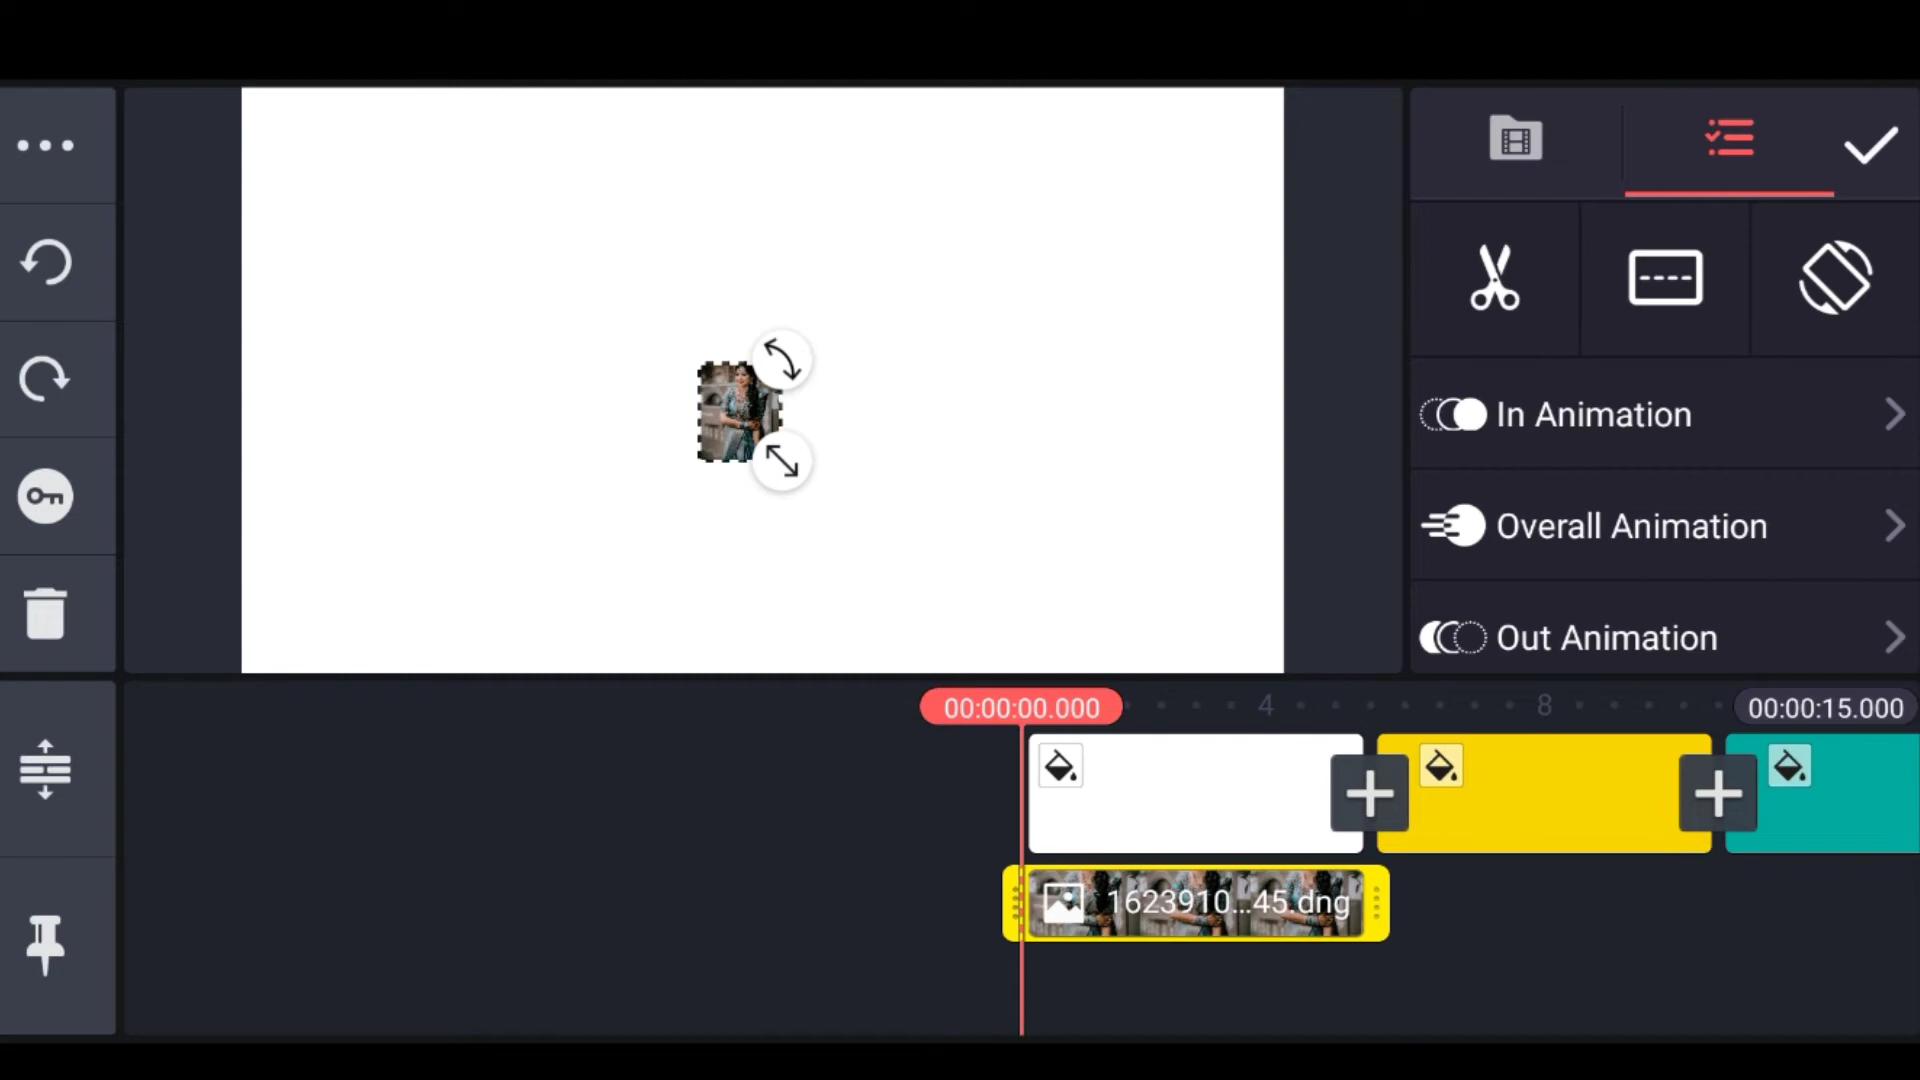 In Animation
Overall Animation
Out Animation
00:00:00.000
4
8
00:00:15.000
1623910...45.dng